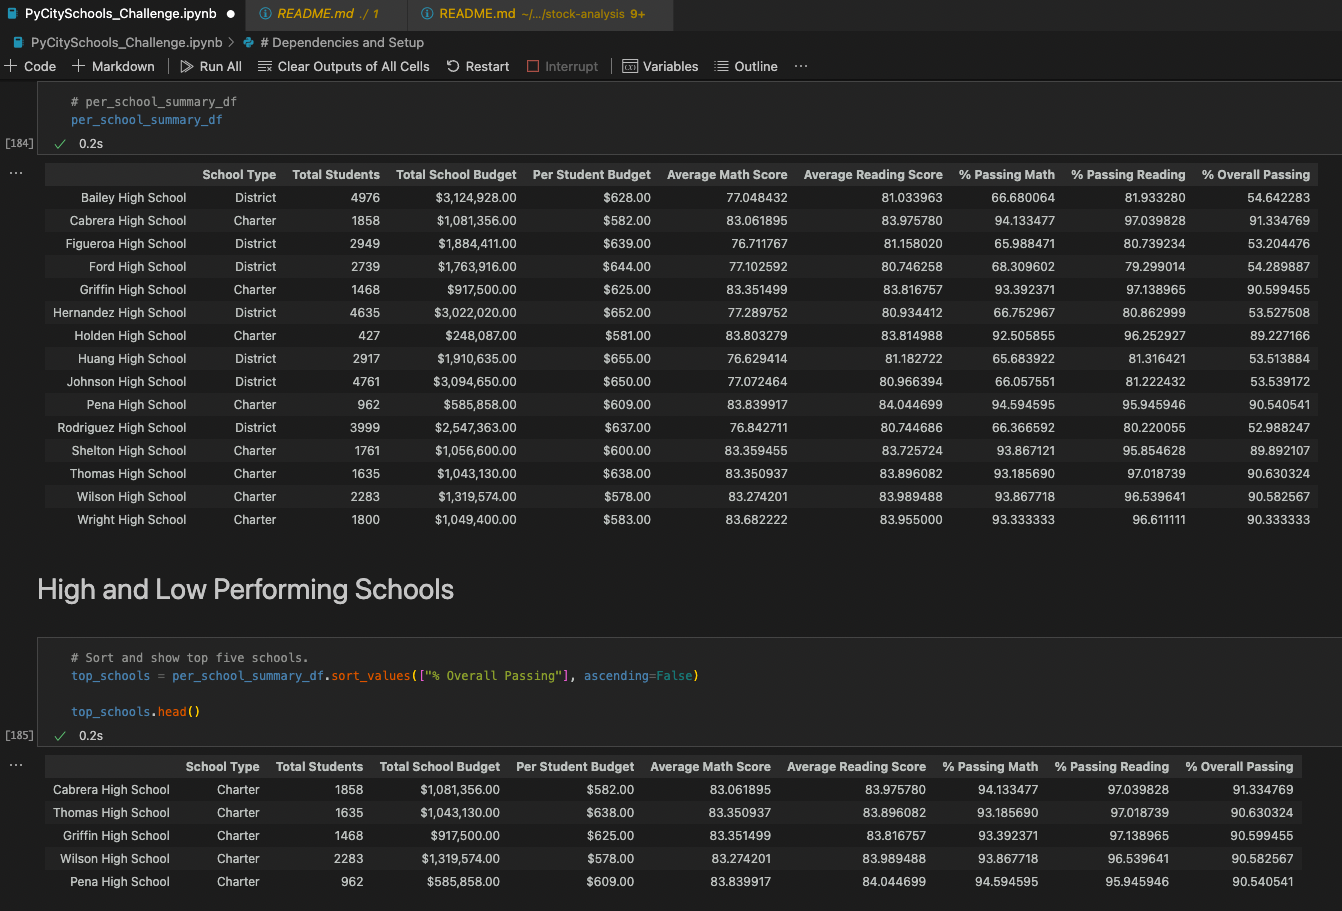 PyCitySchools_Challenge.ipynb ● README.md ./ 1 README.md ~/.../stock-analysis 9+
PyCitySchools_Challenge.ipynb > # Dependencies and Setup
+ Code + Markdown Run All Clear Outputs of All Cells Restart Interrupt Variables Outline ...
# per_school_summary_df
per_school_summary_df
[184] ✓ 0.2s
... School Type Total Students Total School Budget Per Student Budget Average Math Score Average Reading Score % Passing Math % Passing Reading % Overall Passing
Bailey High School District 4976 $3,124,928.00 $628.00 77.048432 81.033963 66.680064 81.933280 54.642283
Cabrera High School Charter 1858 $1,081,356.00 $582.00 83.061895 83.975780 94.133477 97.039828 91.334769
Figueroa High School District 2949 $1,884,411.00 $639.00 76.711767 81.158020 65.988471 80.739234 53.204476
Ford High School District 2739 $1,763,916.00 $644.00 77.102592 80.746258 68.309602 79.299014 54.289887
Griffin High School Charter 1468 $917,500.00 $625.00 83.351499 83.816757 93.392371 97.138965 90.599455
Hernandez High School District 4635 $3,022,020.00 $652.00 77.289752 80.934412 66.752967 80.862999 53.527508
Holden High School Charter 427 $248,087.00 $581.00 83.803279 83.814988 92.505855 96.252927 89.227166
Huang High School District 2917 $1,910,635.00 $655.00 76.629414 81.182722 65.683922 81.316421 53.513884
Johnson High School District 4761 $3,094,650.00 $650.00 77.072464 80.966394 66.057551 81.222432 53.539172
Pena High School Charter 962 $585,858.00 $609.00 83.839917 84.044699 94.594595 95.945946 90.540541
Rodriguez High School District 3999 $2,547,363.00 $637.00 76.842711 80.744686 66.366592 80.220055 52.988247
Shelton High School Charter 1761 $1,056,600.00 $600.00 83.359455 83.725724 93.867121 95.854628 89.892107
Thomas High School Charter 1635 $1,043,130.00 $638.00 83.350937 83.896082 93.185690 97.018739 90.630324
Wilson High School Charter 2283 $1,319,574.00 $578.00 83.274201 83.989488 93.867718 96.539641 90.582567
Wright High School Charter 1800 $1,049,400.00 $583.00 83.682222 83.955000 93.333333 96.611111 90.333333
High and Low Performing Schools
# Sort and show top five schools.
top_schools = per_school_summary_df.sort_values(["% Overall Passing"], ascending=False)
top_schools.head()
[185] ✓ 0.2s
... School Type Total Students Total School Budget Per Student Budget Average Math Score Average Reading Score % Passing Math % Passing Reading % Overall Passing
Cabrera High School Charter 1858 $1,081,356.00 $582.00 83.061895 83.975780 94.133477 97.039828 91.334769
Thomas High School Charter 1635 $1,043,130.00 $638.00 83.350937 83.896082 93.185690 97.018739 90.630324
Griffin High School Charter 1468 $917,500.00 $625.00 83.351499 83.816757 93.392371 97.138965 90.599455
Wilson High School Charter 2283 $1,319,574.00 $578.00 83.274201 83.989488 93.867718 96.539641 90.582567
Pena High School Charter 962 $585,858.00 $609.00 83.839917 84.044699 94.594595 95.945946 90.540541